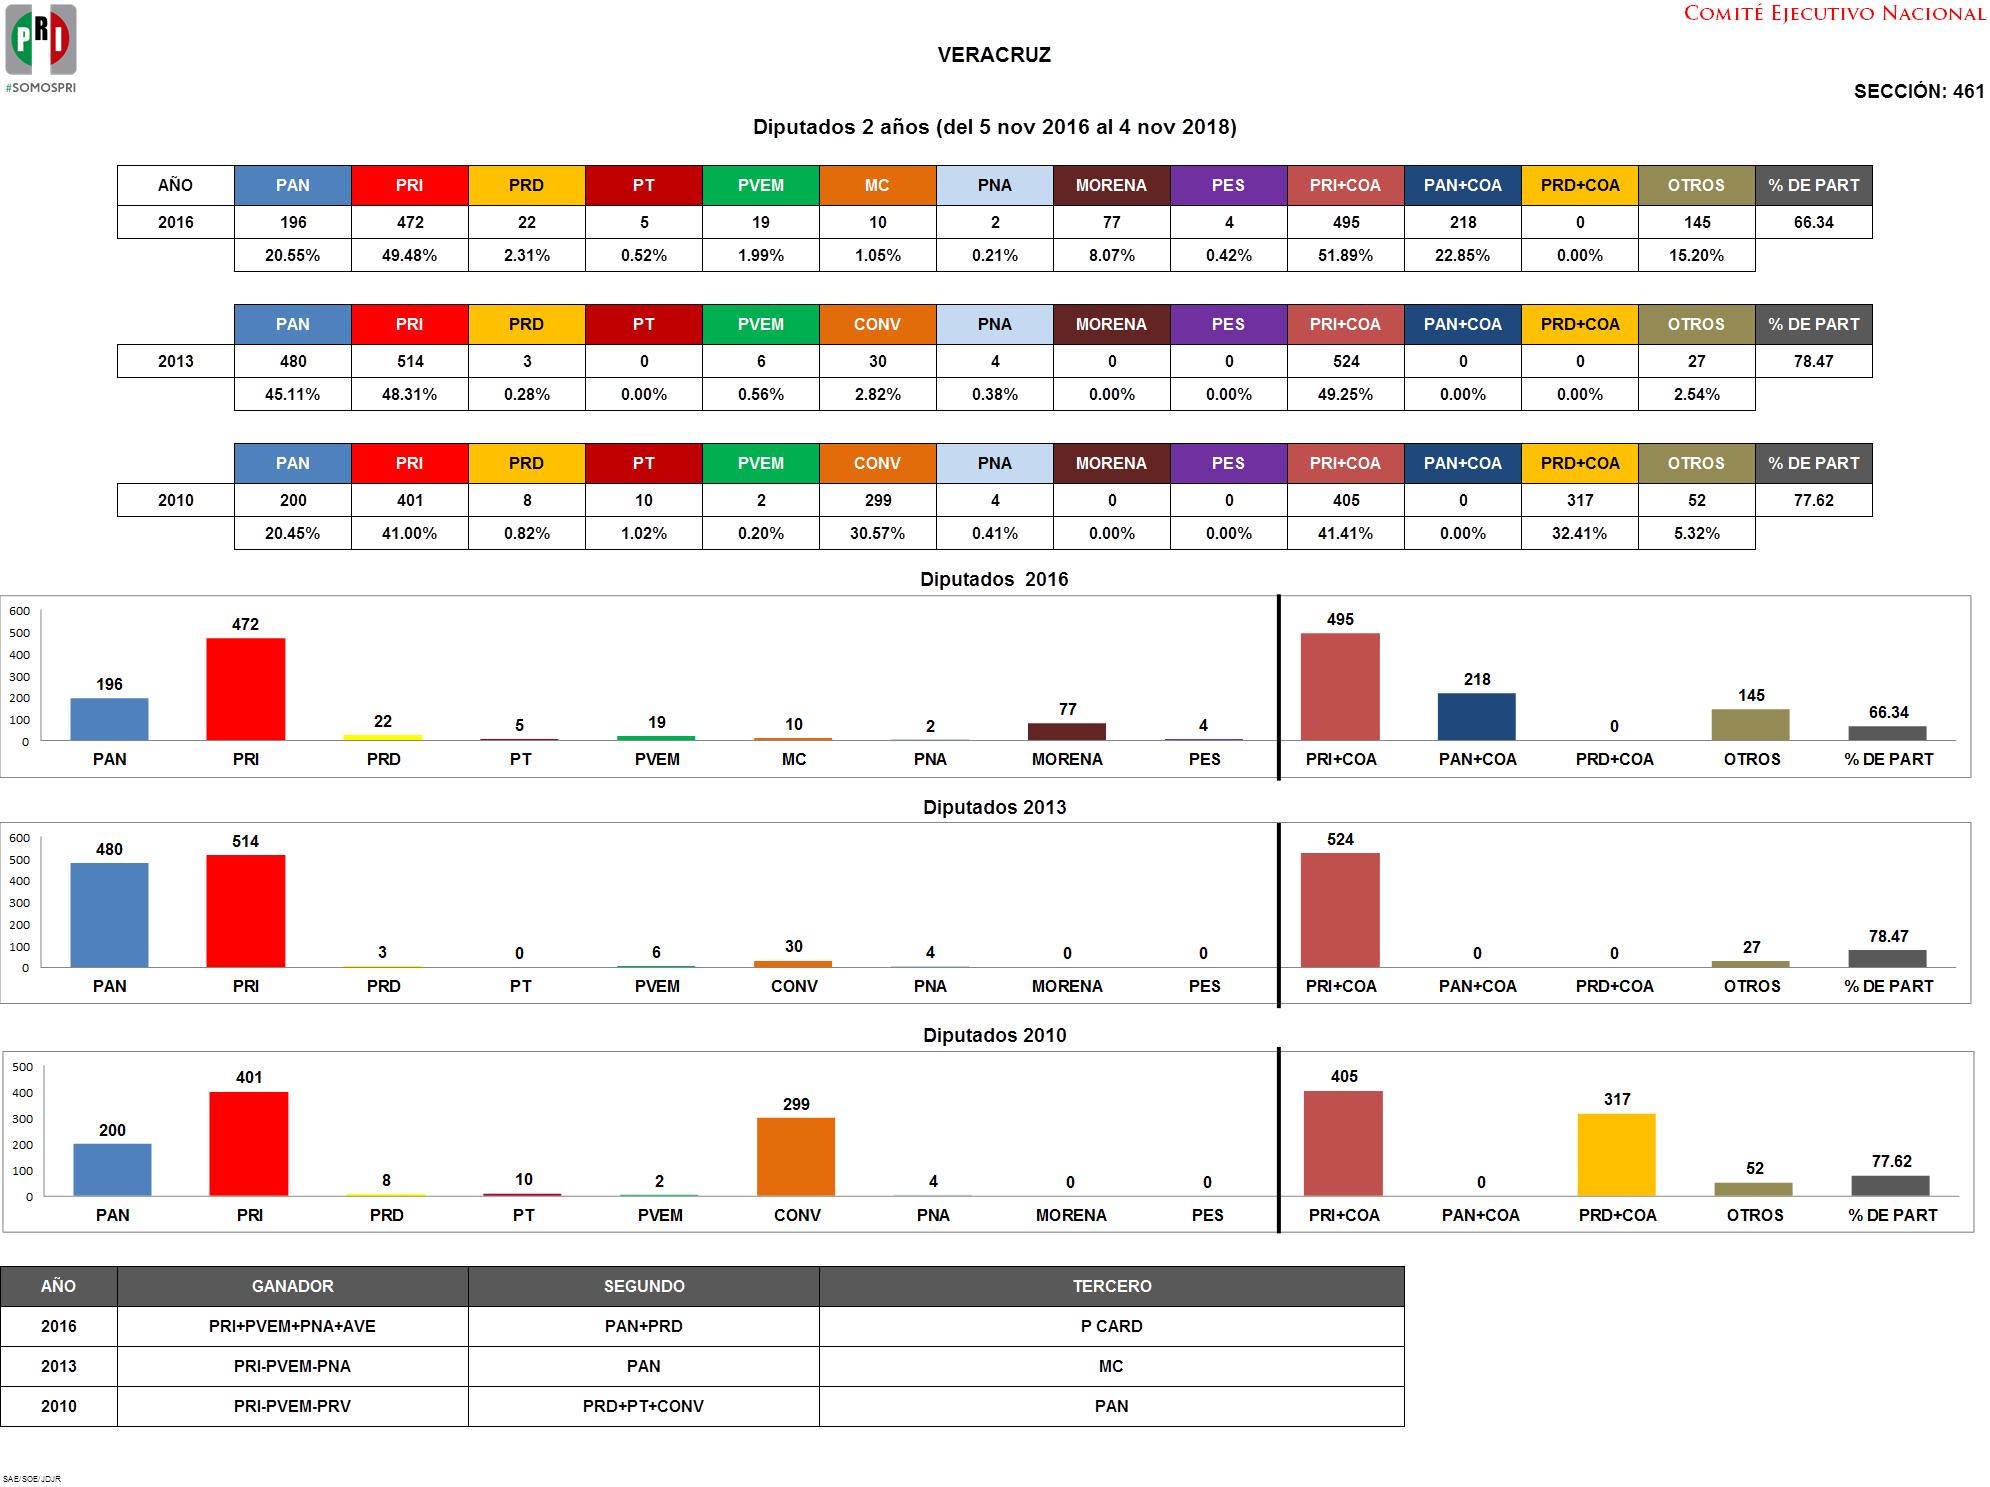 PRI
#SOMOSPRI
COMITÉ EJECUTIVO NACIONAL
VERACRUZ
SECCIÓN: 461
Diputados 2 años (del 5 nov 2016 al 4 nov 2018)
AÑO PAN PRI PRD PT PVEM MC PNA MORENA PES PRI+COA PAN+COA PRD+COA OTROS % DE PART
2016 196 472 22 5 19 10 2 77 4 495 218 0 145 66.34
20.55% 49.48% 2.31% 0.52% 1.99% 1.05% 0.21% 8.07% 0.42% 51.89% 22.85% 0.00% 15.20%
PAN PRI PRD PT PVEM CONV PNA MORENA PES PRI+COA PAN+COA PRD+COA OTROS % DE PART
2013 480 514 3 0 6 30 4 0 0 524 0 0 27 78.47
45.11% 48.31% 0.28% 0.00% 0.56% 2.82% 0.38% 0.00% 0.00% 49.25% 0.00% 0.00% 2.54%
PAN PRI PRD PT PVEM CONV PNA MORENA PES PRI+COA PAN+COA PRD+COA OTROS % DE PART
2010 200 401 8 10 2 299 4 0 0 405 0 317 52 77.62
20.45% 41.00% 0.82% 1.02% 0.20% 30.57% 0.41% 0.00% 0.00% 41.41% 0.00% 32.41% 5.32%
Diputados 2016
600
500
400
300
200
100
0
196 472 22 5 19 10 2 77 4 495 218 0 145 66.34
PAN PRI PRD PT PVEM MC PNA MORENA PES PRI+COA PAN+COA PRD+COA OTROS % DE PART
Diputados 2013
600
500
400
300
200
100
0
480 514 3 0 6 30 4 0 0 524 0 0 27 78.47
PAN PRI PRD PT PVEM CONV PNA MORENA PES PRI+COA PAN+COA PRD+COA OTROS % DE PART
Diputados 2010
500
400
300
200
100
0
200 401 8 10 2 299 4 0 0 405 0 317 52 77.62
PAN PRI PRD PT PVEM CONV PNA MORENA PES PRI+COA PAN+COA PRD+COA OTROS % DE PART
AÑO GANADOR SEGUNDO TERCERO
2016 PRI+PVEM+PNA+AVE PAN+PRD P CARD
2013 PRI-PVEM-PNA PAN MC
2010 PRI-PVEM-PRV PRD+PT+CONV PAN
SAE/SOE/JDJR